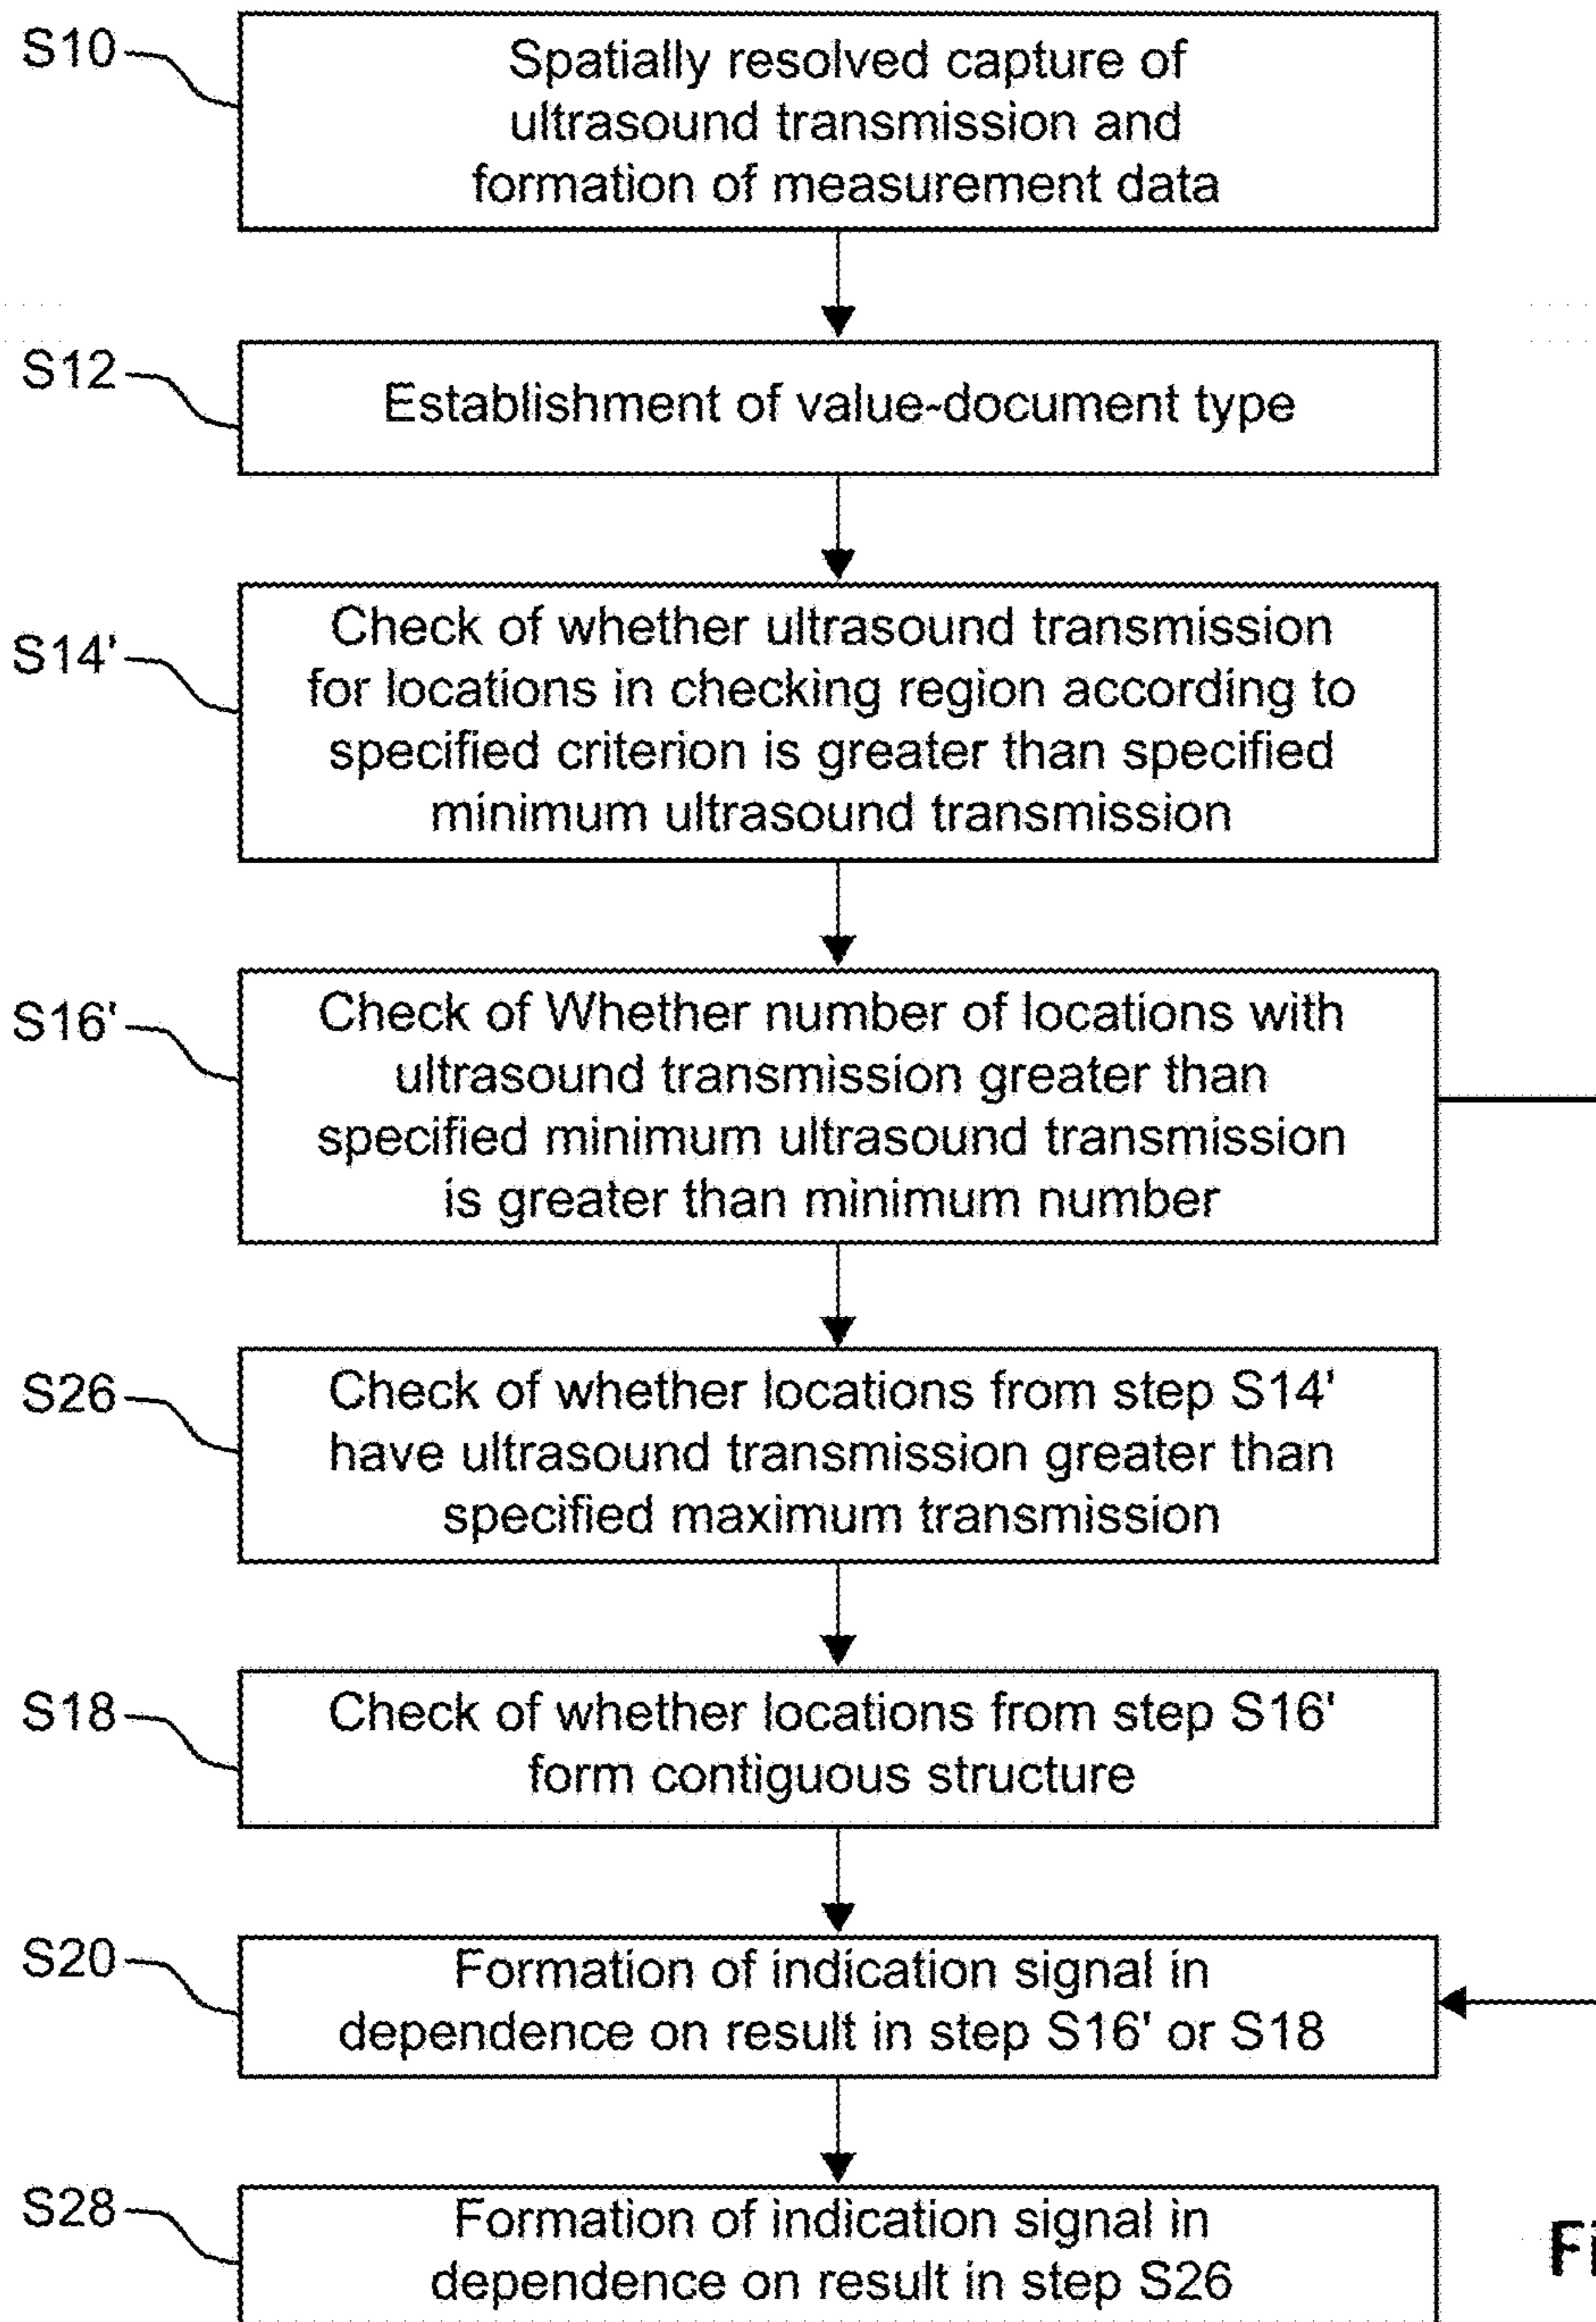 S10
Spatially resolved capture of
ultrasound transmission and
formation of measurement data
S12
Establishment of value-document type
S14'
Check of whether ultrasound transmission
for locations in checking region according to
specified criterion is greater than specified
minimum ultrasound transmission
S16'
Check of Whether number of locations with
ultrasound transmission greater than
specified minimum ultrasound transmission
is greater than minimum number
S26
Check of whether locations from step S14'
have ultrasound transmission greater than
specified maximum transmission
S18
Check of whether locations from step S16'
form contiguous structure
S20
Formation of indication signal in
dependence on result in step S16' or S18
S28
Formation of indication signal in
dependence on result in step S26
Fi